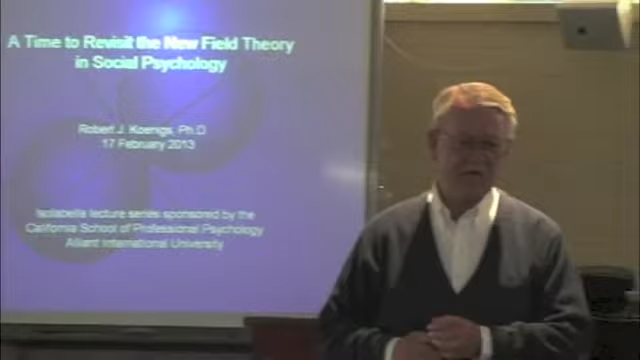 A Time to Revisit the New Field Theory
in Social Psychology
Robert J. Koenigs, Ph.D
17 February 2013
Isolabella lecture series sponsored by the
California School of Professional Psychology
Alliant International University